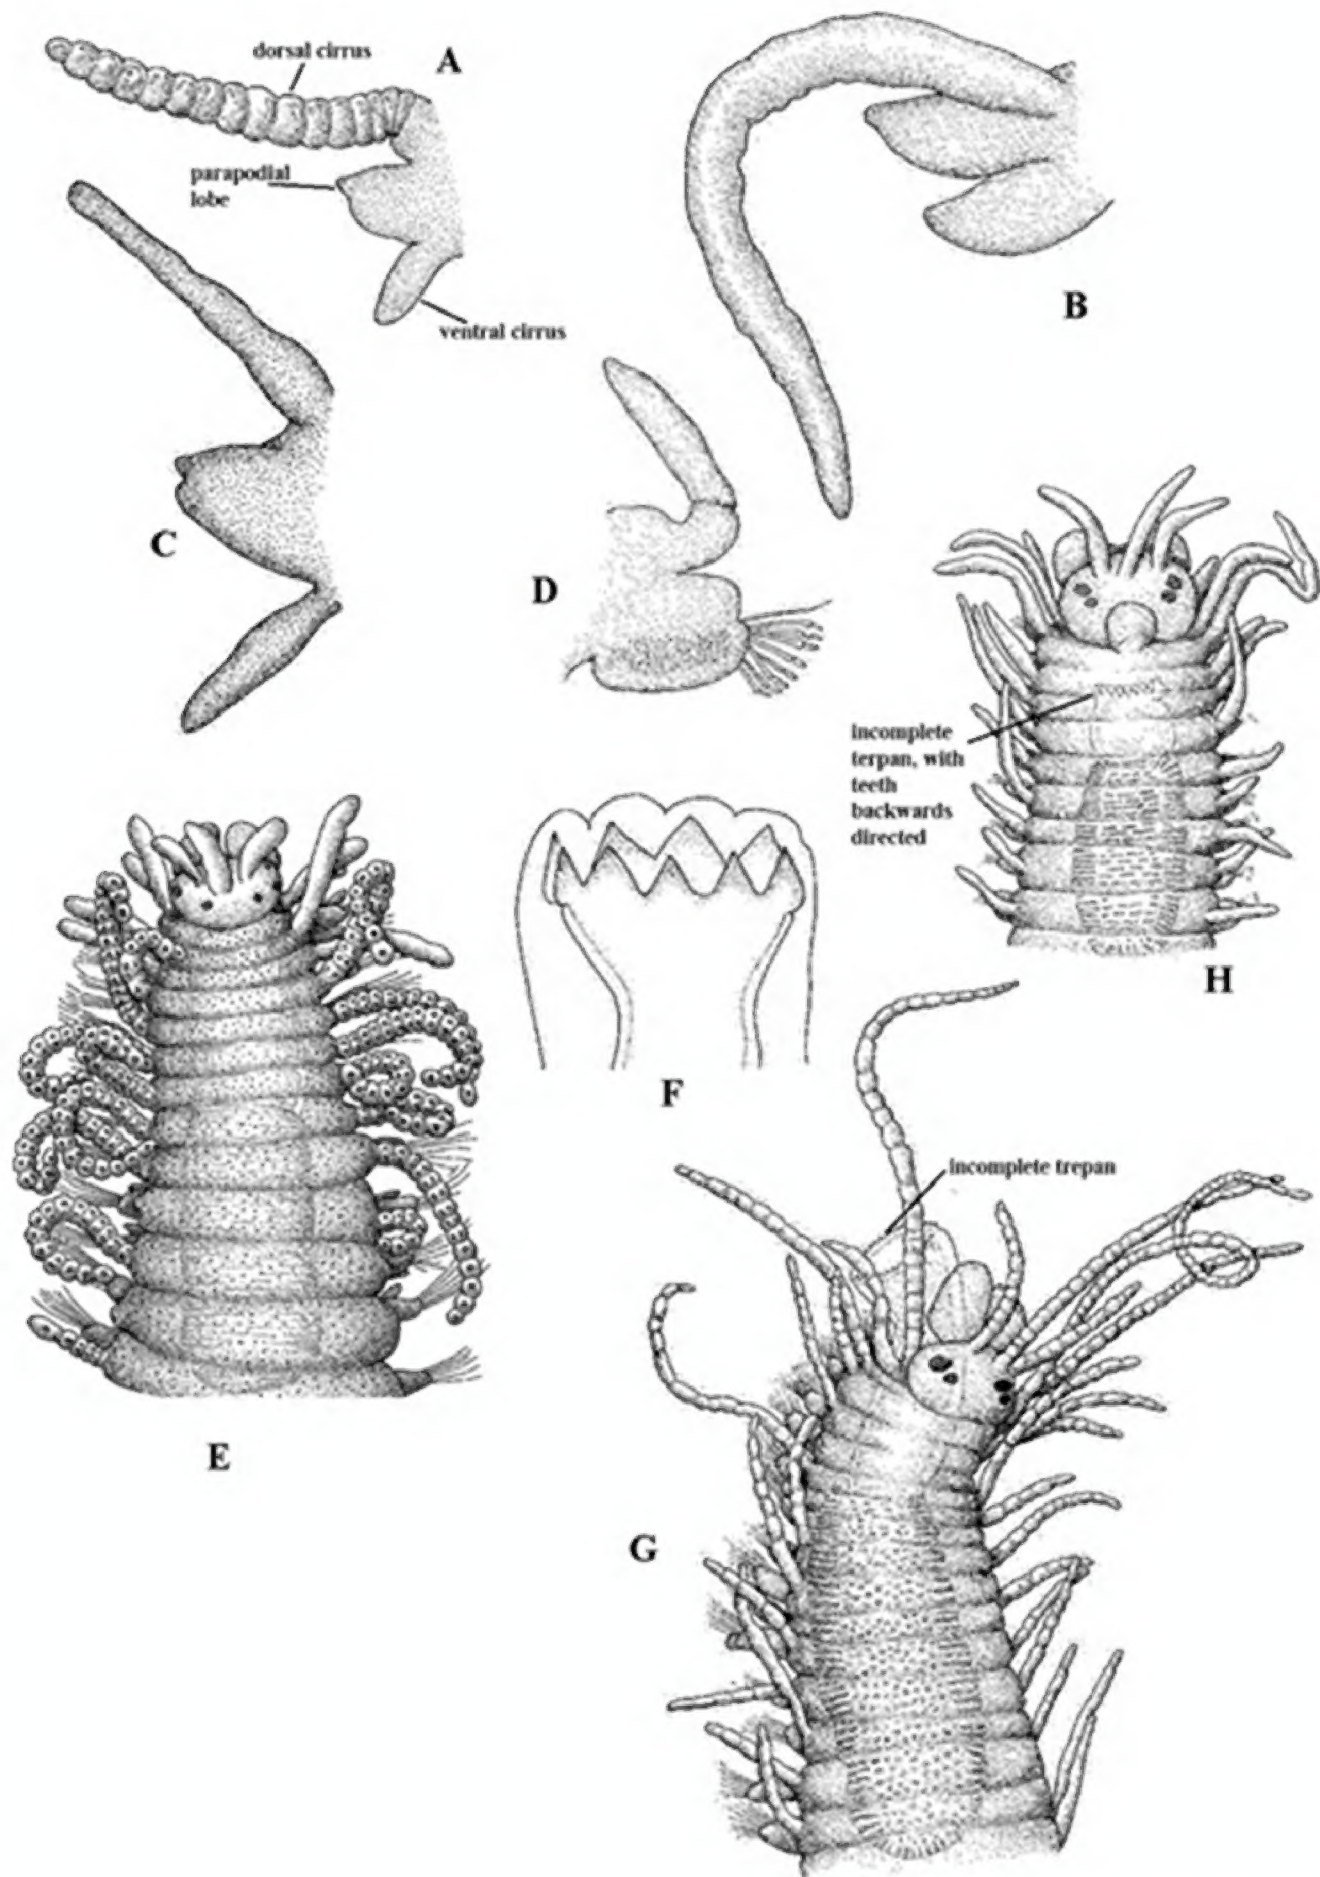 dorsal cirrus
A
parapodial
lobe
ventral cirrus
B
C
D
incomplete
terpan, with
teeth
backwards
directed
H
F
incomplete trepan
E
G